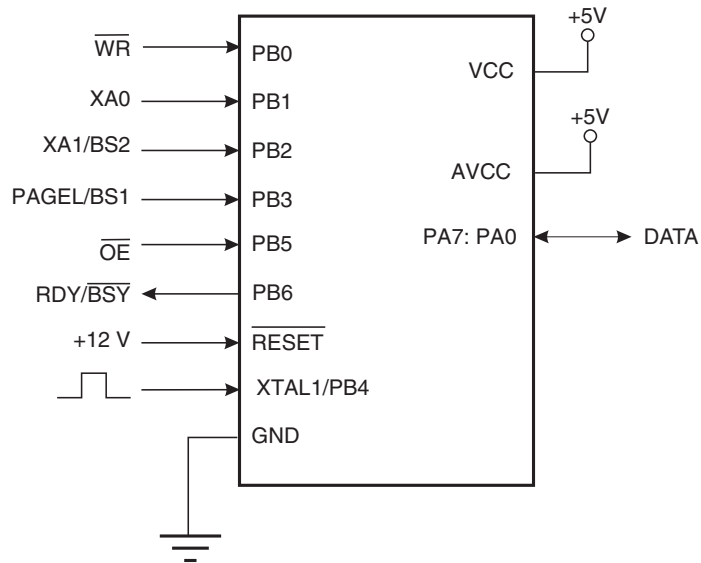 WR
PB0
XA0
PB1
XA1/BS2
PB2
PAGEL/BS1
PB3
OE
PB5
RDY/BSY
PB6
+12 V
RESET
XTAL1/PB4
GND
+5V
VCC
+5V
AVCC
PA7: PA0
DATA